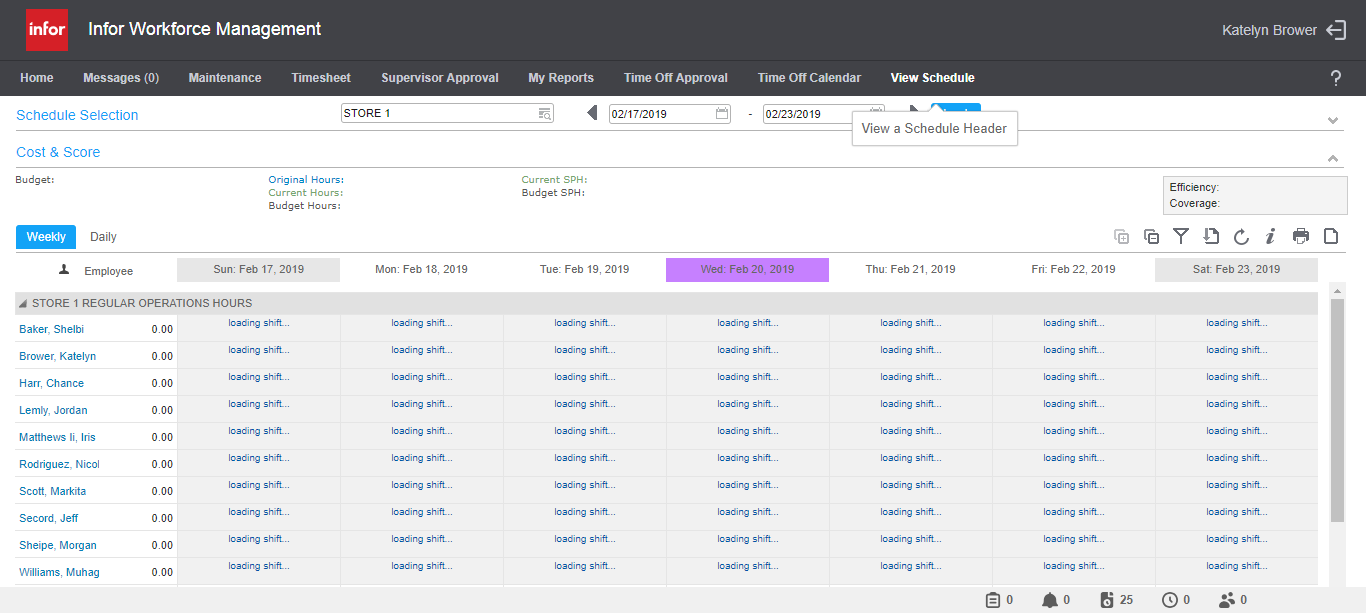 infor Infor Workforce Management Katelyn Brower
Home Messages (0) Maintenance Timesheet Supervisor Approval My Reports Time Off Approval Time Off Calendar View Schedule ?
Schedule Selection STORE 1 02/17/2019 - 02/23/2019
View a Schedule Header
Cost & Score
Budget: Original Hours: Current SPH:
Current Hours: Budget SPH:
Budget Hours:
Efficiency:
Coverage:
Weekly Daily
Employee Sun: Feb 17, 2019 Mon: Feb 18, 2019 Tue: Feb 19, 2019 Wed: Feb 20, 2019 Thu: Feb 21, 2019 Fri: Feb 22, 2019 Sat: Feb 23, 2019
STORE 1 REGULAR OPERATIONS HOURS
Baker, Shelbi 0.00 loading shift... loading shift... loading shift... loading shift... loading shift... loading shift... loading shift...
Brower, Katelyn 0.00 loading shift... loading shift... loading shift... loading shift... loading shift... loading shift... loading shift...
Harr, Chance 0.00 loading shift... loading shift... loading shift... loading shift... loading shift... loading shift... loading shift...
Lemly, Jordan 0.00 loading shift... loading shift... loading shift... loading shift... loading shift... loading shift... loading shift...
Matthews Ii, Iris 0.00 loading shift... loading shift... loading shift... loading shift... loading shift... loading shift... loading shift...
Rodriguez, Nicol 0.00 loading shift... loading shift... loading shift... loading shift... loading shift... loading shift... loading shift...
Scott, Markita 0.00 loading shift... loading shift... loading shift... loading shift... loading shift... loading shift... loading shift...
Secord, Jeff 0.00 loading shift... loading shift... loading shift... loading shift... loading shift... loading shift... loading shift...
Sheipe, Morgan 0.00 loading shift... loading shift... loading shift... loading shift... loading shift... loading shift... loading shift...
Williams, Muhag 0.00 loading shift... loading shift... loading shift... loading shift... loading shift... loading shift... loading shift...
0 0 25 0 0